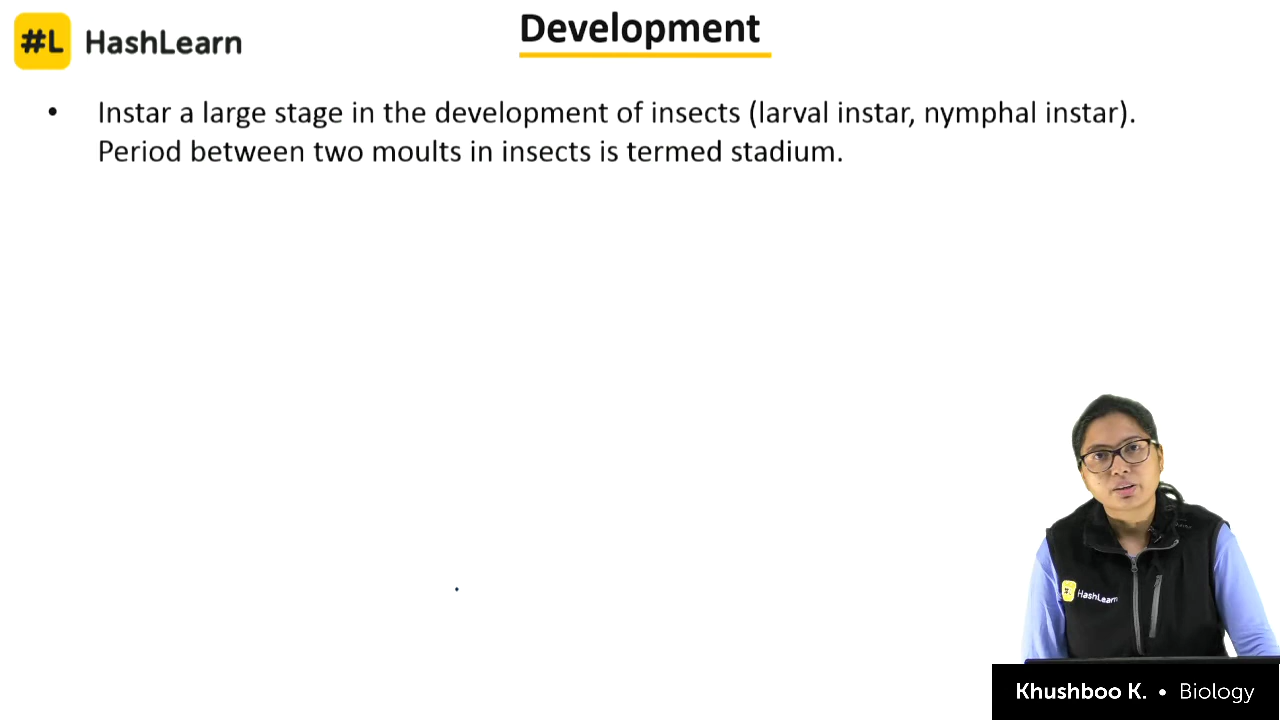 #L HashLearn
Development
• Instar a large stage in the development of insects (larval instar, nymphal instar).
Period between two moults in insects is termed stadium.
#L HashLearn
Khushboo K. • Biology